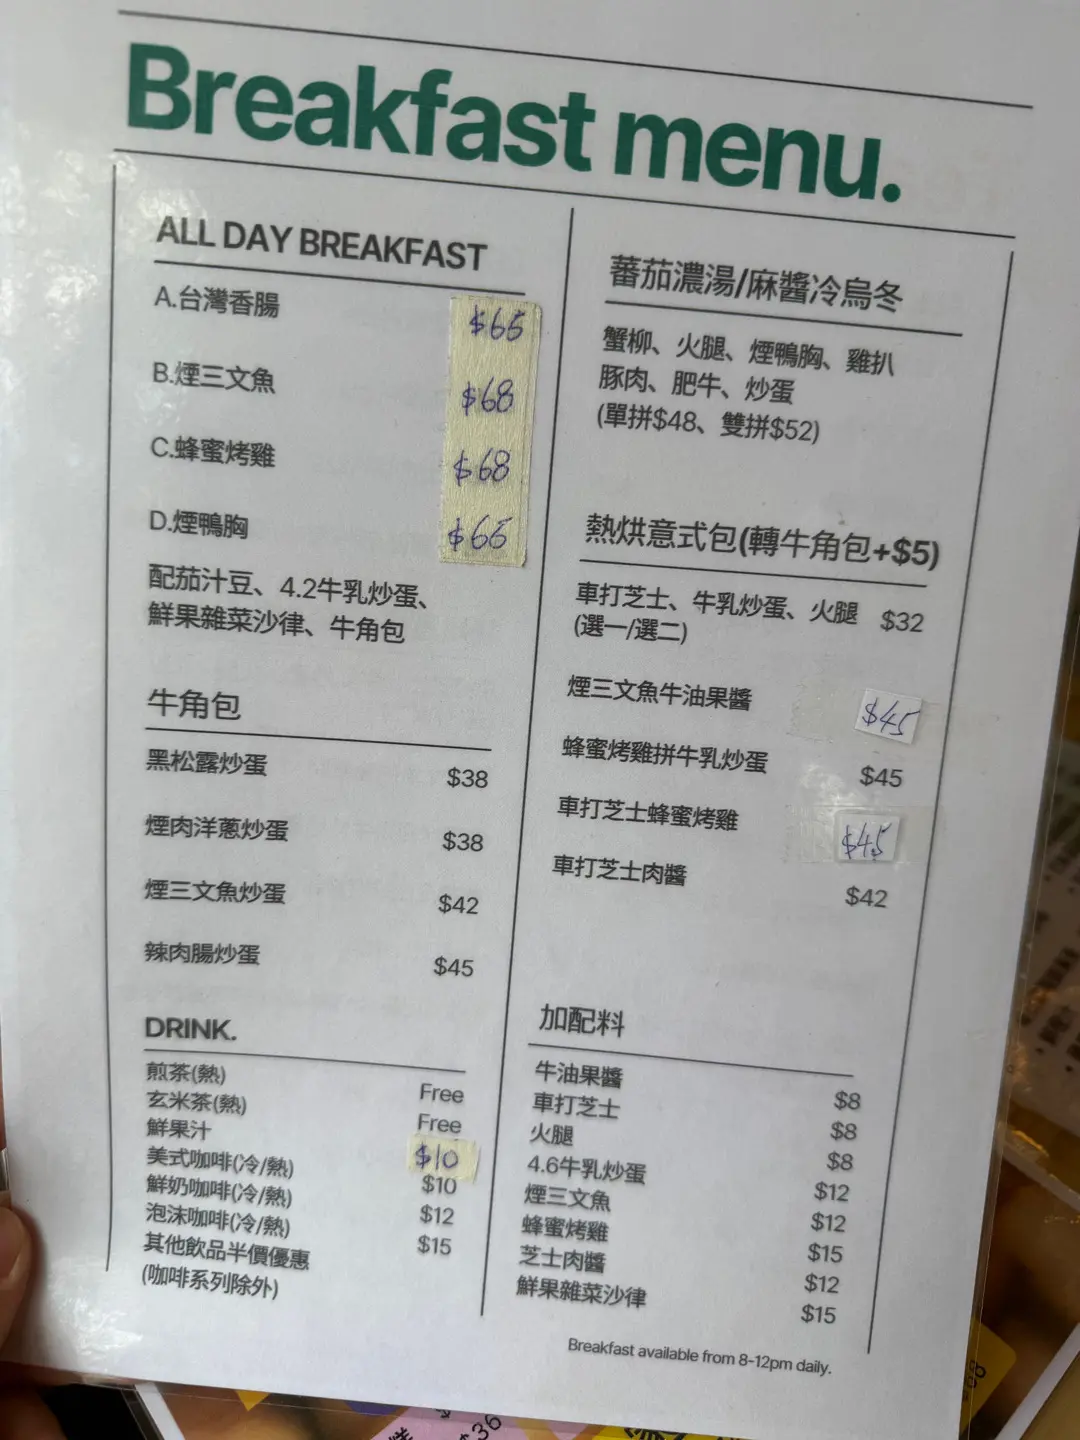 Breakfast menu.
ALL DAY BREAKFAST
A.台灣香腸 $65
B.煙三文魚 $68
C.蜂蜜烤雞 $68
D.煙鴨胸 $65
配茄汁豆、4.2牛乳炒蛋、
鮮果雜菜沙律、牛角包
牛角包
黑松露炒蛋 $38
煙肉洋蔥炒蛋 $38
煙三文魚炒蛋 $42
辣肉腸炒蛋 $45
DRINK.
煎茶(熱) Free
玄米茶(熱) Free
鮮果汁 $10
美式咖啡(冷/熱) $10
鮮奶咖啡(冷/熱) $12
泡沫咖啡(冷/熱) $15
其他飲品半價優惠
(咖啡系列除外)
蕃茄濃湯/麻醬冷烏冬
蟹柳、火腿、煙鴨胸、雞扒
豚肉、肥牛、炒蛋
(單拼$48、雙拼$52)
熱烘意式包(轉牛角包+$5)
車打芝士、牛乳炒蛋、火腿 $32
(選一/選二)
煙三文魚牛油果醬 $45
蜂蜜烤雞拼牛乳炒蛋 $45
車打芝士蜂蜜烤雞 $45
車打芝士肉醬 $42
加配料
牛油果醬 $8
車打芝士 $8
火腿 $8
4.6牛乳炒蛋 $12
煙三文魚 $12
蜂蜜烤雞 $15
芝士肉醬 $12
鮮果雜菜沙律 $15
Breakfast available from 8-12pm daily.
$36